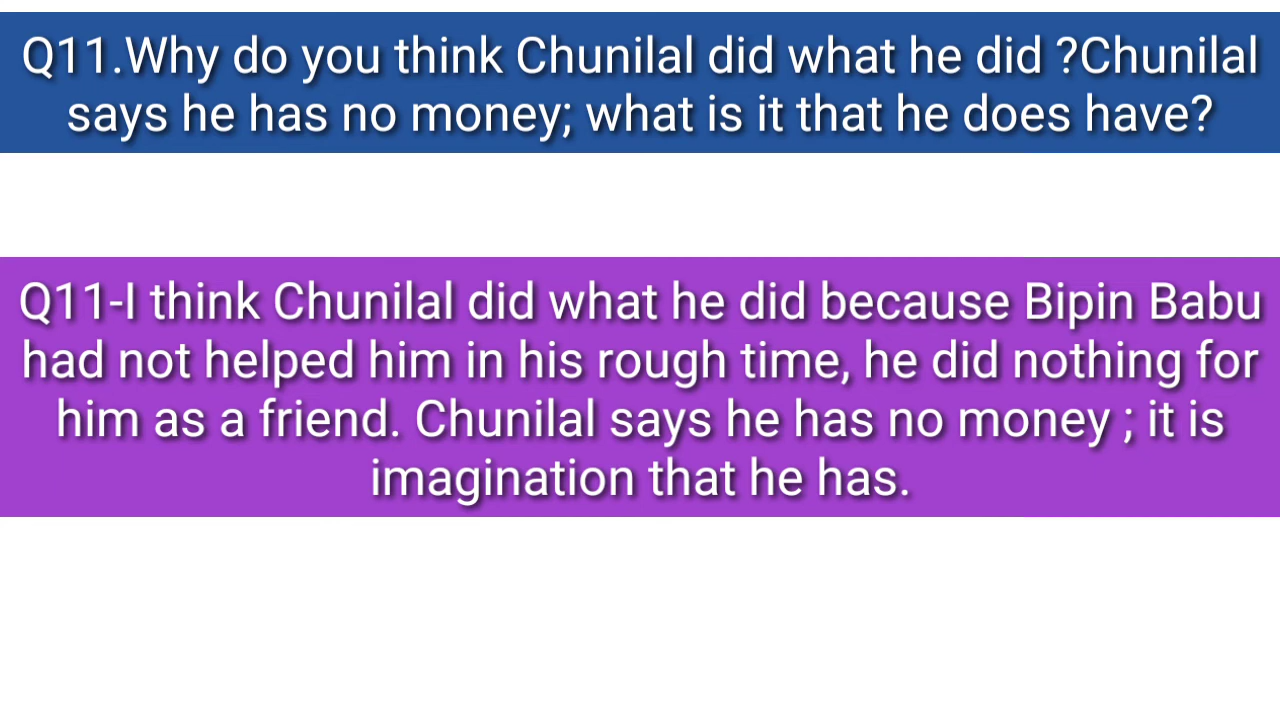 Q11.Why do you think Chunilal did what he did ?Chunilal
says he has no money; what is it that he does have?
Q11-I think Chunilal did what he did because Bipin Babu
had not helped him in his rough time, he did nothing for
him as a friend. Chunilal says he has no money ; it is
imagination that he has.